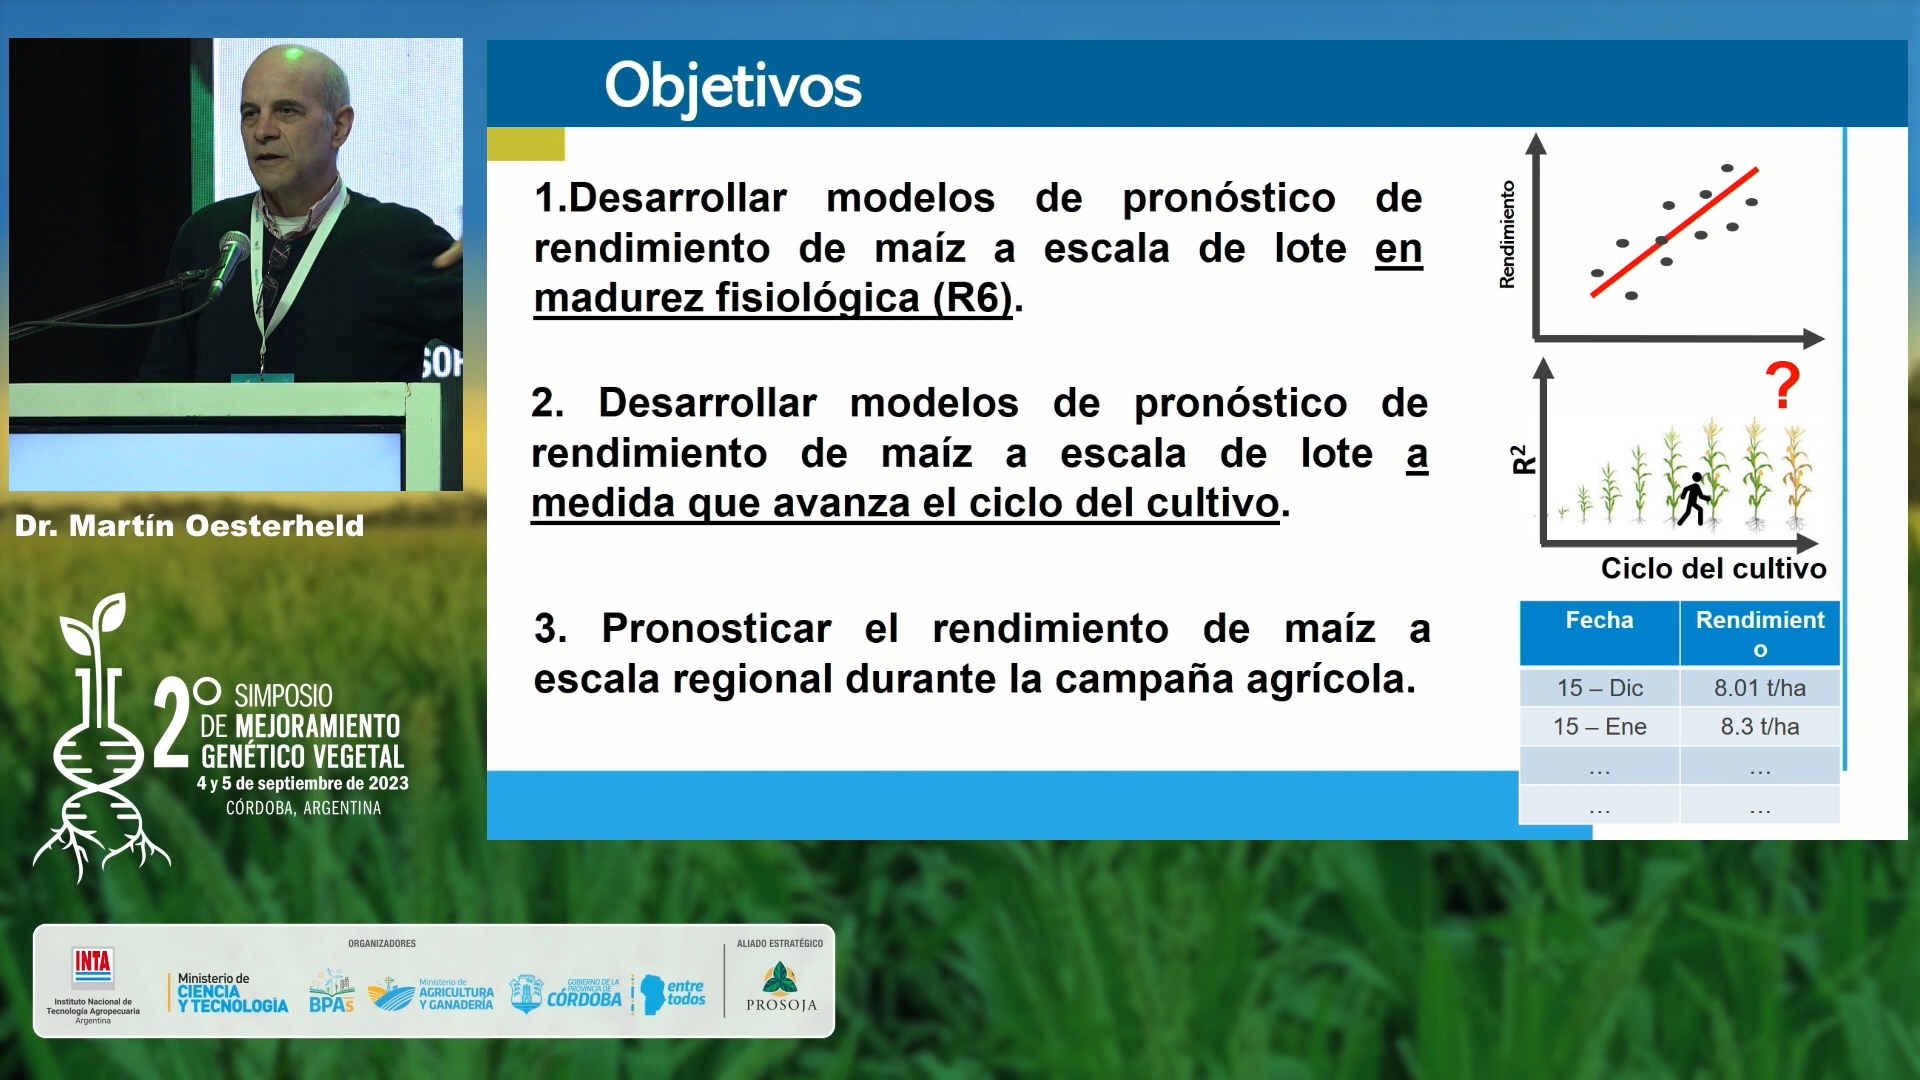 Objetivos
1.Desarrollar modelos de pronóstico de
rendimiento de maíz a escala de lote en
madurez fisiológica (R6).
2. Desarrollar modelos de pronóstico de
rendimiento de maíz a escala de lote a
medida que avanza el ciclo del cultivo.
3. Pronosticar el rendimiento de maíz a
escala regional durante la campaña agrícola.
Rendimiento
?
R²
Ciclo del cultivo
Fecha Rendimient
o
15 – Dic 8.01 t/ha
15 – Ene 8.3 t/ha
... ...
... ...
Dr. Martín Oesterheld
2° SIMPOSIO
DE MEJORAMIENTO
GENÉTICO VEGETAL
4 y 5 de septiembre de 2023
CÓRDOBA, ARGENTINA
ORGANIZADORES
ALIADO ESTRATÉGICO
INTA
Instituto Nacional de
Tecnología Agropecuaria
Argentina
Ministerio de
CIENCIA
Y TECNOLOGÍA
BPAs
Ministerio de
AGRICULTURA
Y GANADERÍA
GOBIERNO DE LA
PROVINCIA DE
CÓRDOBA
entre
todos
PROSOJA